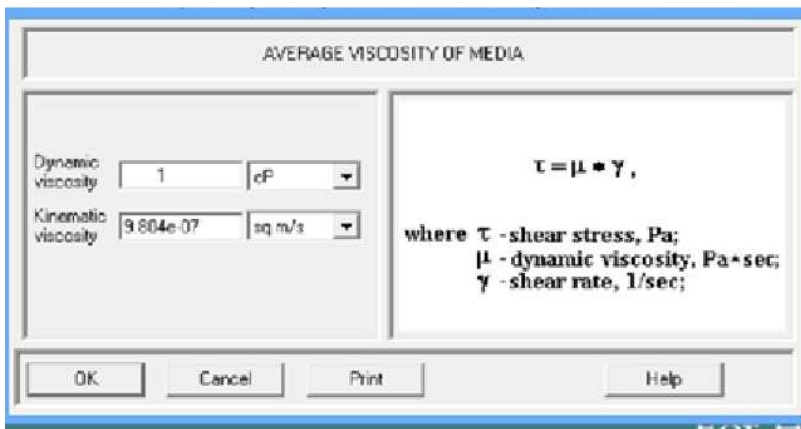 AVERAGE VISCOSITY OF MEDIA
Dynamic
viscosity
1
cP
Kinematic
viscosity
9.804e-07
sq.m/s
τ=μ*γ,
where τ -shear stress, Pa;
μ - dynamic viscosity, Pa*sec;
γ - shear rate, 1/sec;
OK
Cancel
Print
Help